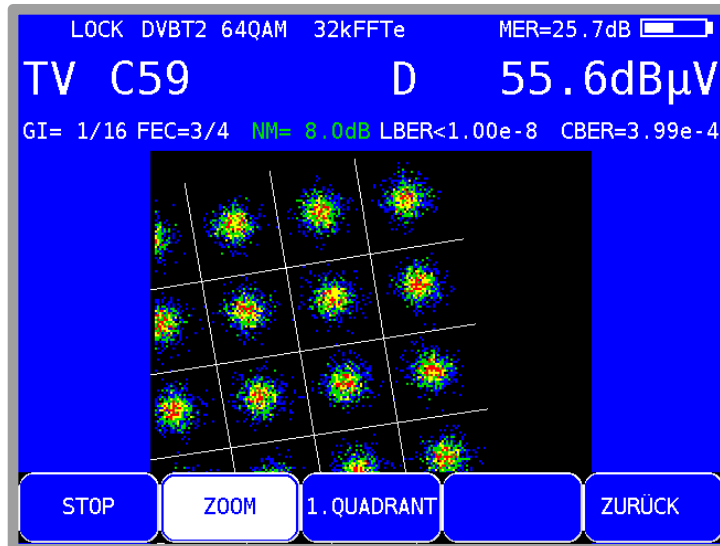 LOCK DVBT2 64QAM 32kFFTe MER=25.7dB
TV C59 D 55.6dBµV
GI= 1/16 FEC=3/4 NM= 8.0dB LBER<1.00e-8 CBER=3.99e-4
STOP ZOOM 1.QUADRANT ZURÜCK